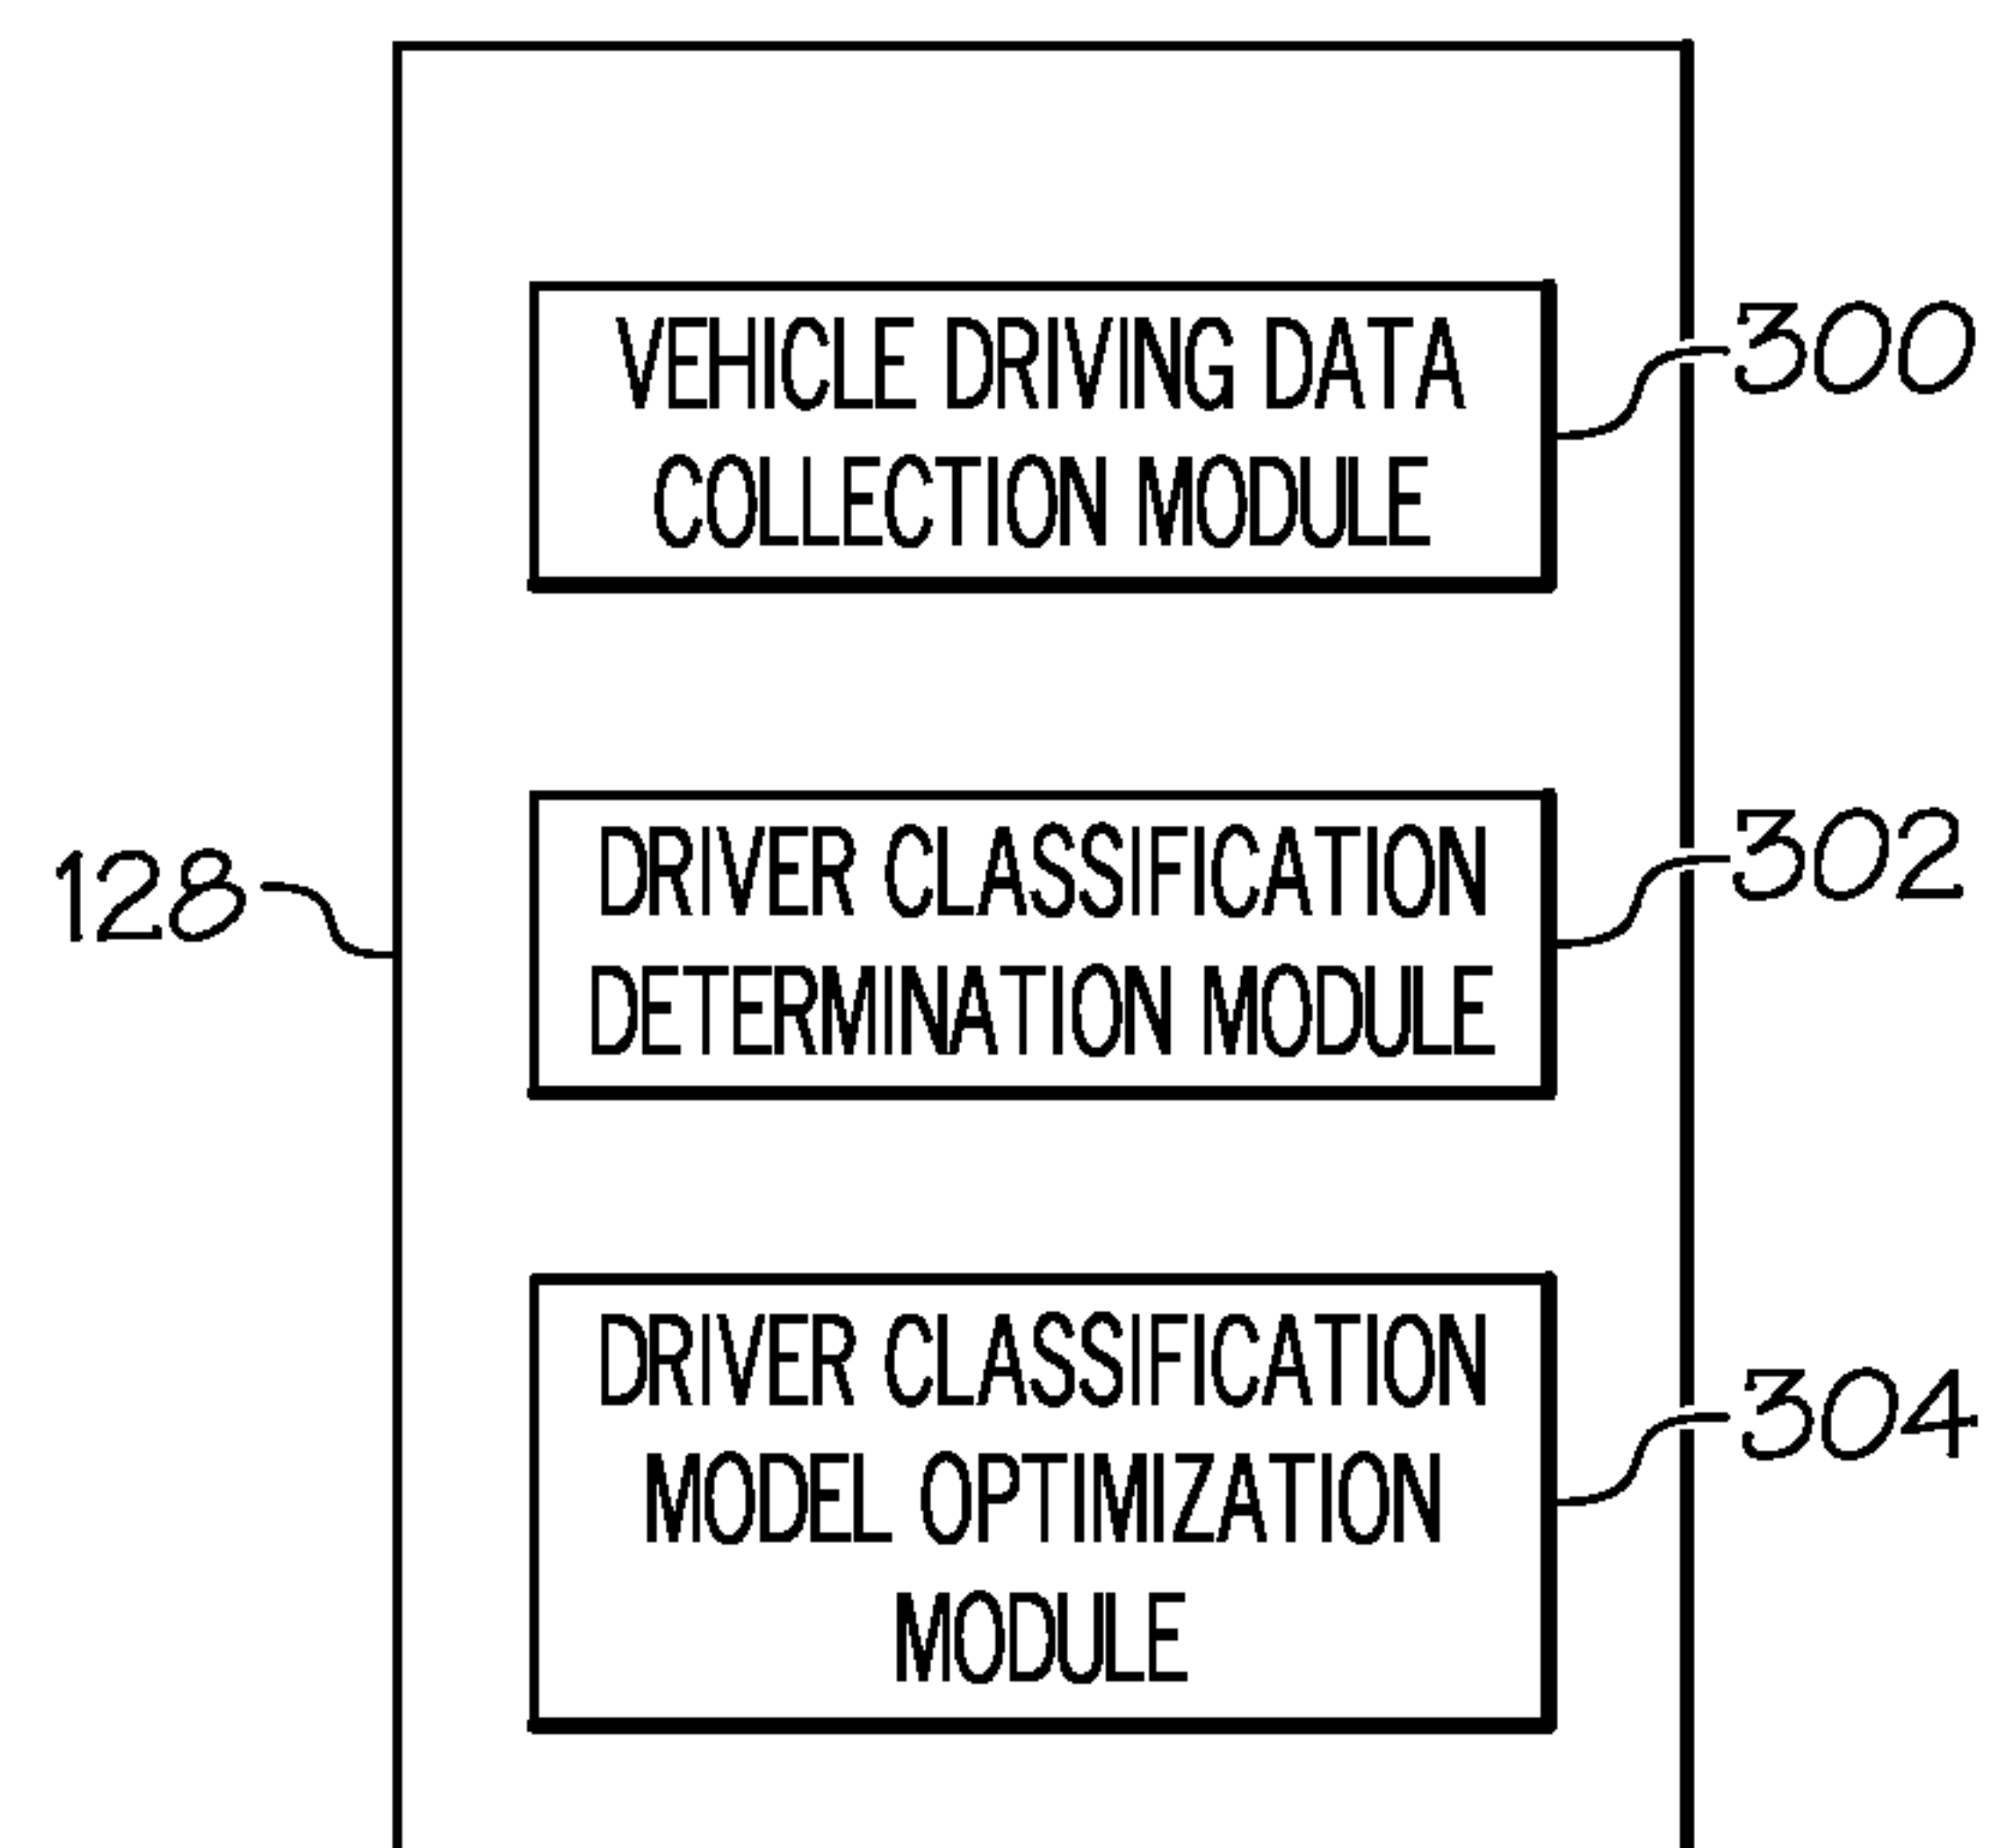 VEHICLE DRIVING DATA
COLLECTION MODULE
300
DRIVER CLASSIFICATION
DETERMINATION MODULE
302
128
DRIVER CLASSIFICATION
MODEL OPTIMIZATION
MODULE
304